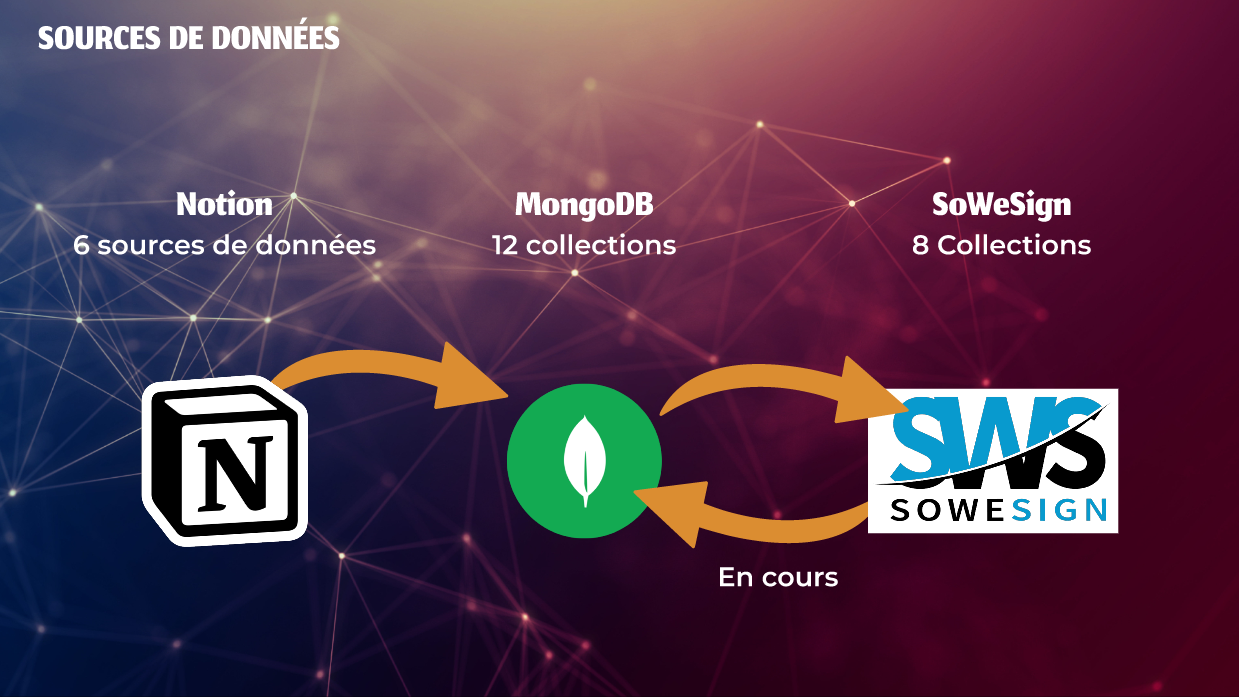 SOURCES DE DONNÉES
Notion
6 sources de données
MongoDB
12 collections
SoWeSign
8 Collections
N
SWS
SOWESIGN
En cours